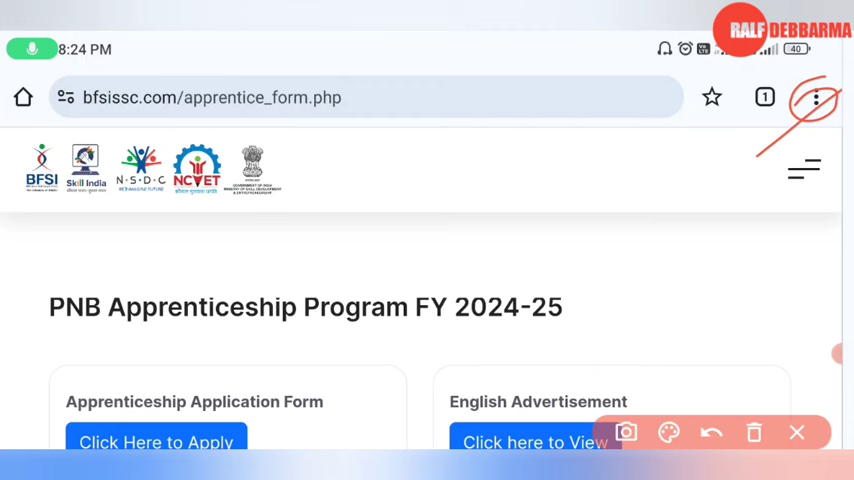 RALF DEBBARMA
8:24 PM
40
bfsissc.com/apprentice_form.php
1
BFSI
Skill India
N·S·D·C
NCVET
PNB Apprenticeship Program FY 2024-25
Apprenticeship Application Form
English Advertisement
Click Here to Apply
Click here to View